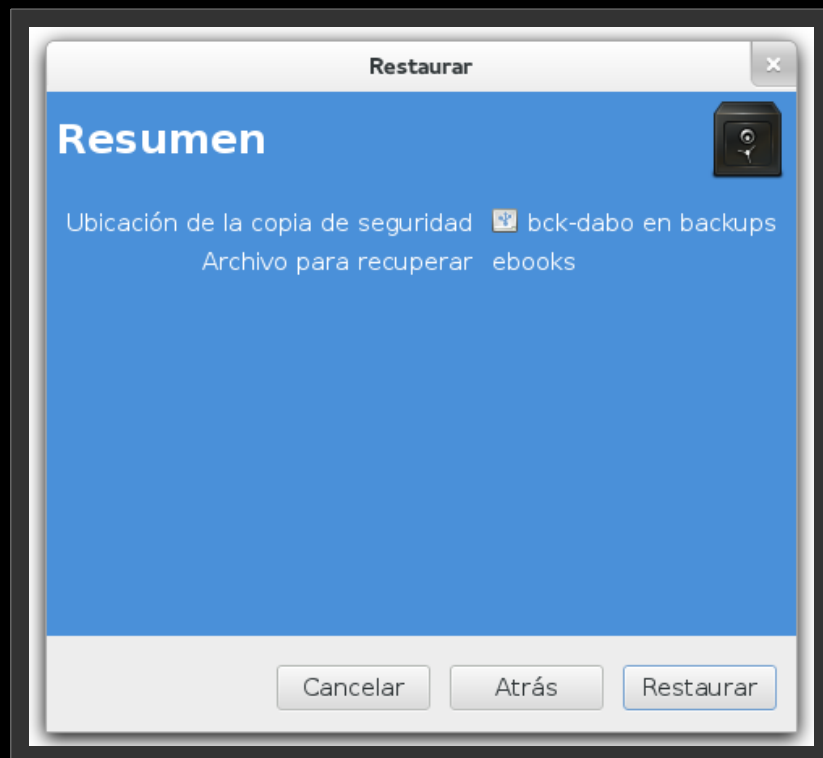 Restaurar
Resumen
Ubicación de la copia de seguridad bck-dabo en backups
Archivo para recuperar ebooks
Cancelar Atrás Restaurar